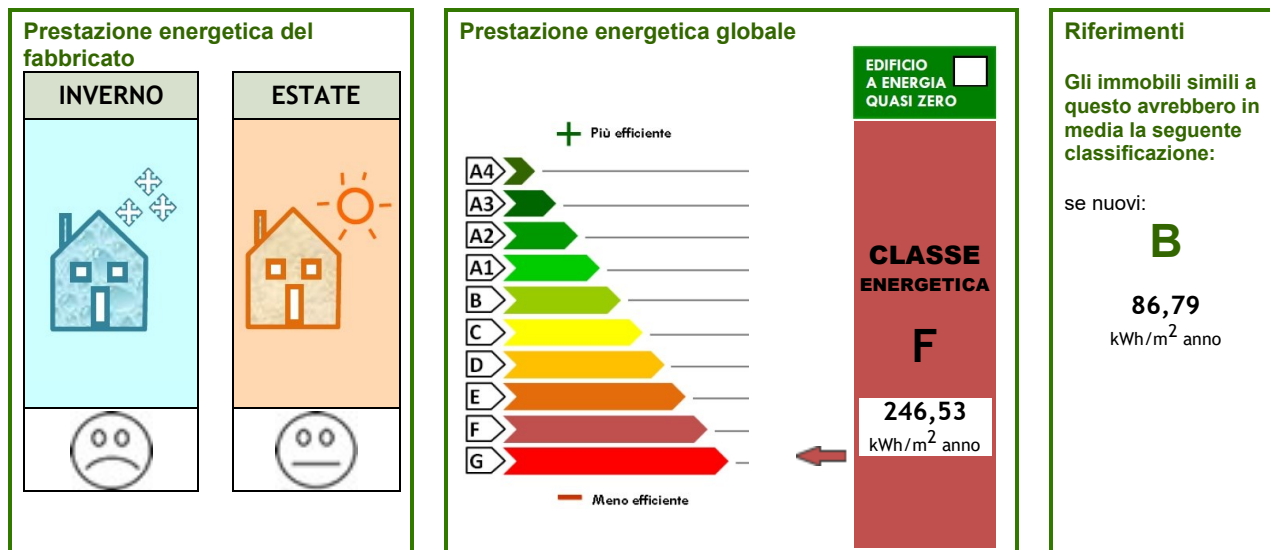 Prestazione energetica del
fabbricato
INVERNO
ESTATE
Prestazione energetica globale
EDIFICIO
A ENERGIA
QUASI ZERO
+ Più efficiente
A4
A3
A2
A1
B
C
D
E
F
G
— Meno efficiente
CLASSE
ENERGETICA
F
246,53
kWh/m² anno
Riferimenti
Gli immobili simili a
questo avrebbero in
media la seguente
classificazione:
se nuovi:
B
86,79
kWh/m² anno